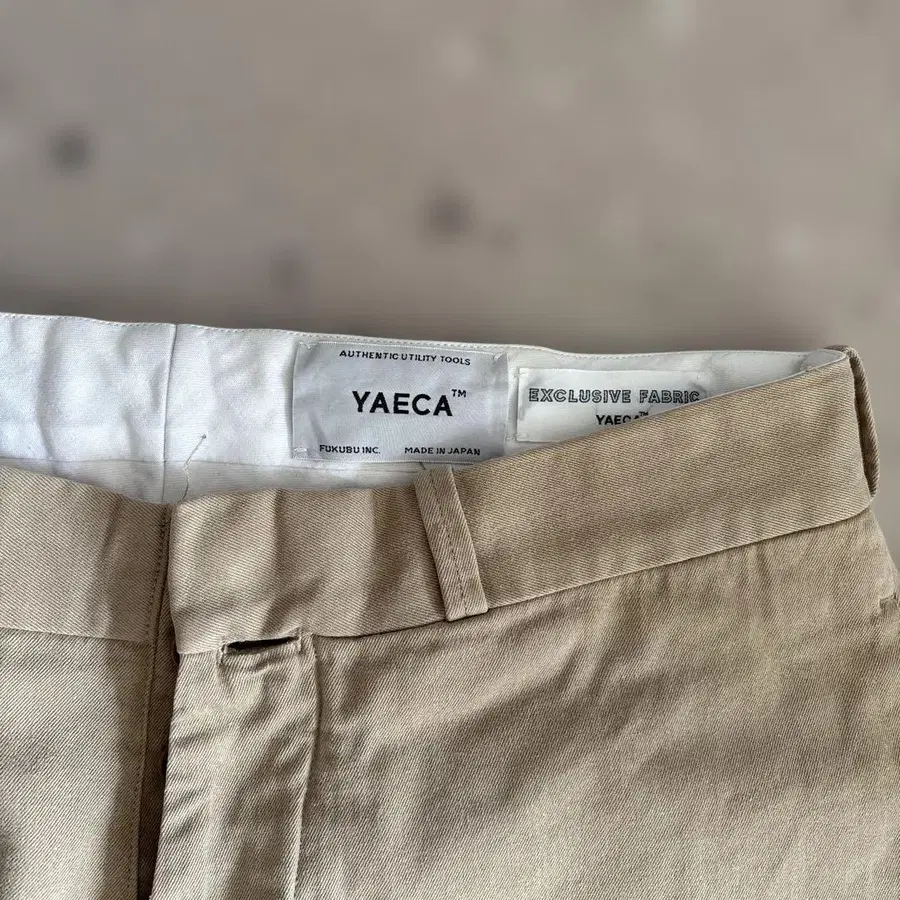 AUTHENTIC UTILITY TOOLS
YAECA™
FUKUBU INC. MADE IN JAPAN
EXCLUSIVE FABRIC
YAECA™